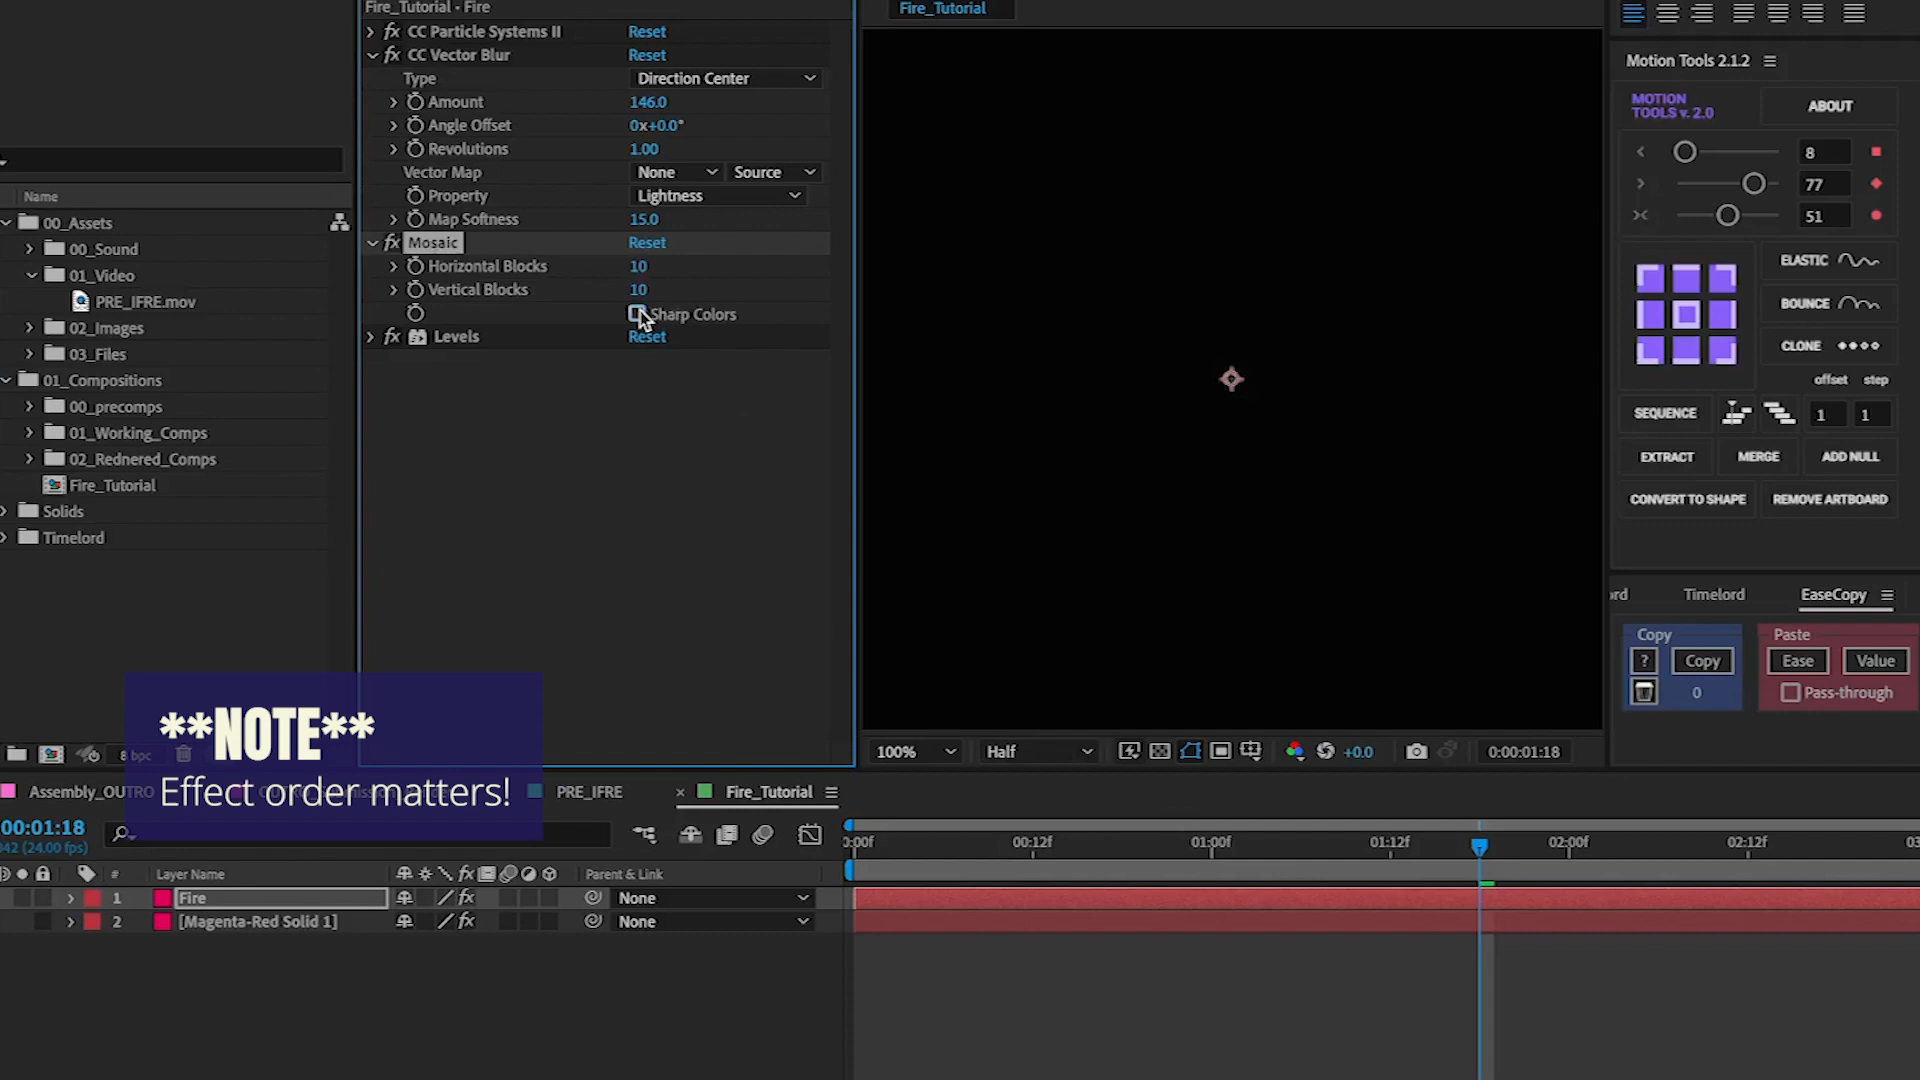 Fire_Tutorial - Fire
Fire_Tutorial
CC Particle Systems II Reset
CC Vector Blur Reset
Type Direction Center
Amount 146.0
Angle Offset 0x+0.0°
Revolutions 1.00
Vector Map None Source
Property Lightness
Map Softness 15.0
Mosaic Reset
Horizontal Blocks 10
Vertical Blocks 10
Sharp Colors
Levels Reset
Name
00_Assets
00_Sound
01_Video
PRE_IFRE.mov
02_Images
03_Files
01_Compositions
00_precomps
01_Working_Comps
02_Rednered_Comps
Fire_Tutorial
Solids
Timelord
Motion Tools 2.1.2
MOTION
TOOLS v. 2.0
ABOUT
8
77
51
ELASTIC
BOUNCE
CLONE
offset step
SEQUENCE 1 1
EXTRACT MERGE ADD NULL
CONVERT TO SHAPE REMOVE ARTBOARD
Timelord EaseCopy
Copy Paste
? Copy Ease Value
0 Pass-through
8 bpc
**NOTE**
Effect order matters!
100% Half +0.0 0:00:01:18
Assembly_OUTRO PRE_IFRE × Fire_Tutorial
00:01:18
042 (24.00 fps)
00f 00:12f 01:00f 01:12f 02:00f 02:12f
# Layer Name fx Parent & Link
1 Fire fx None
2 [Magenta-Red Solid 1] fx None